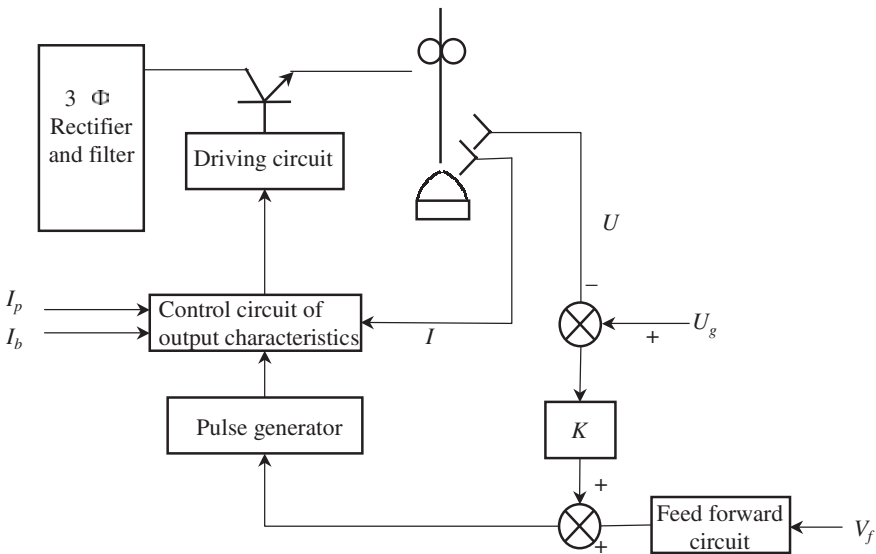 3 Φ
Rectifier
and filter
Driving circuit
U
−
I_p
I_b
Control circuit of
output characteristics
I
+
U_g
Pulse generator
K
+
+
Feed forward
circuit
V_f